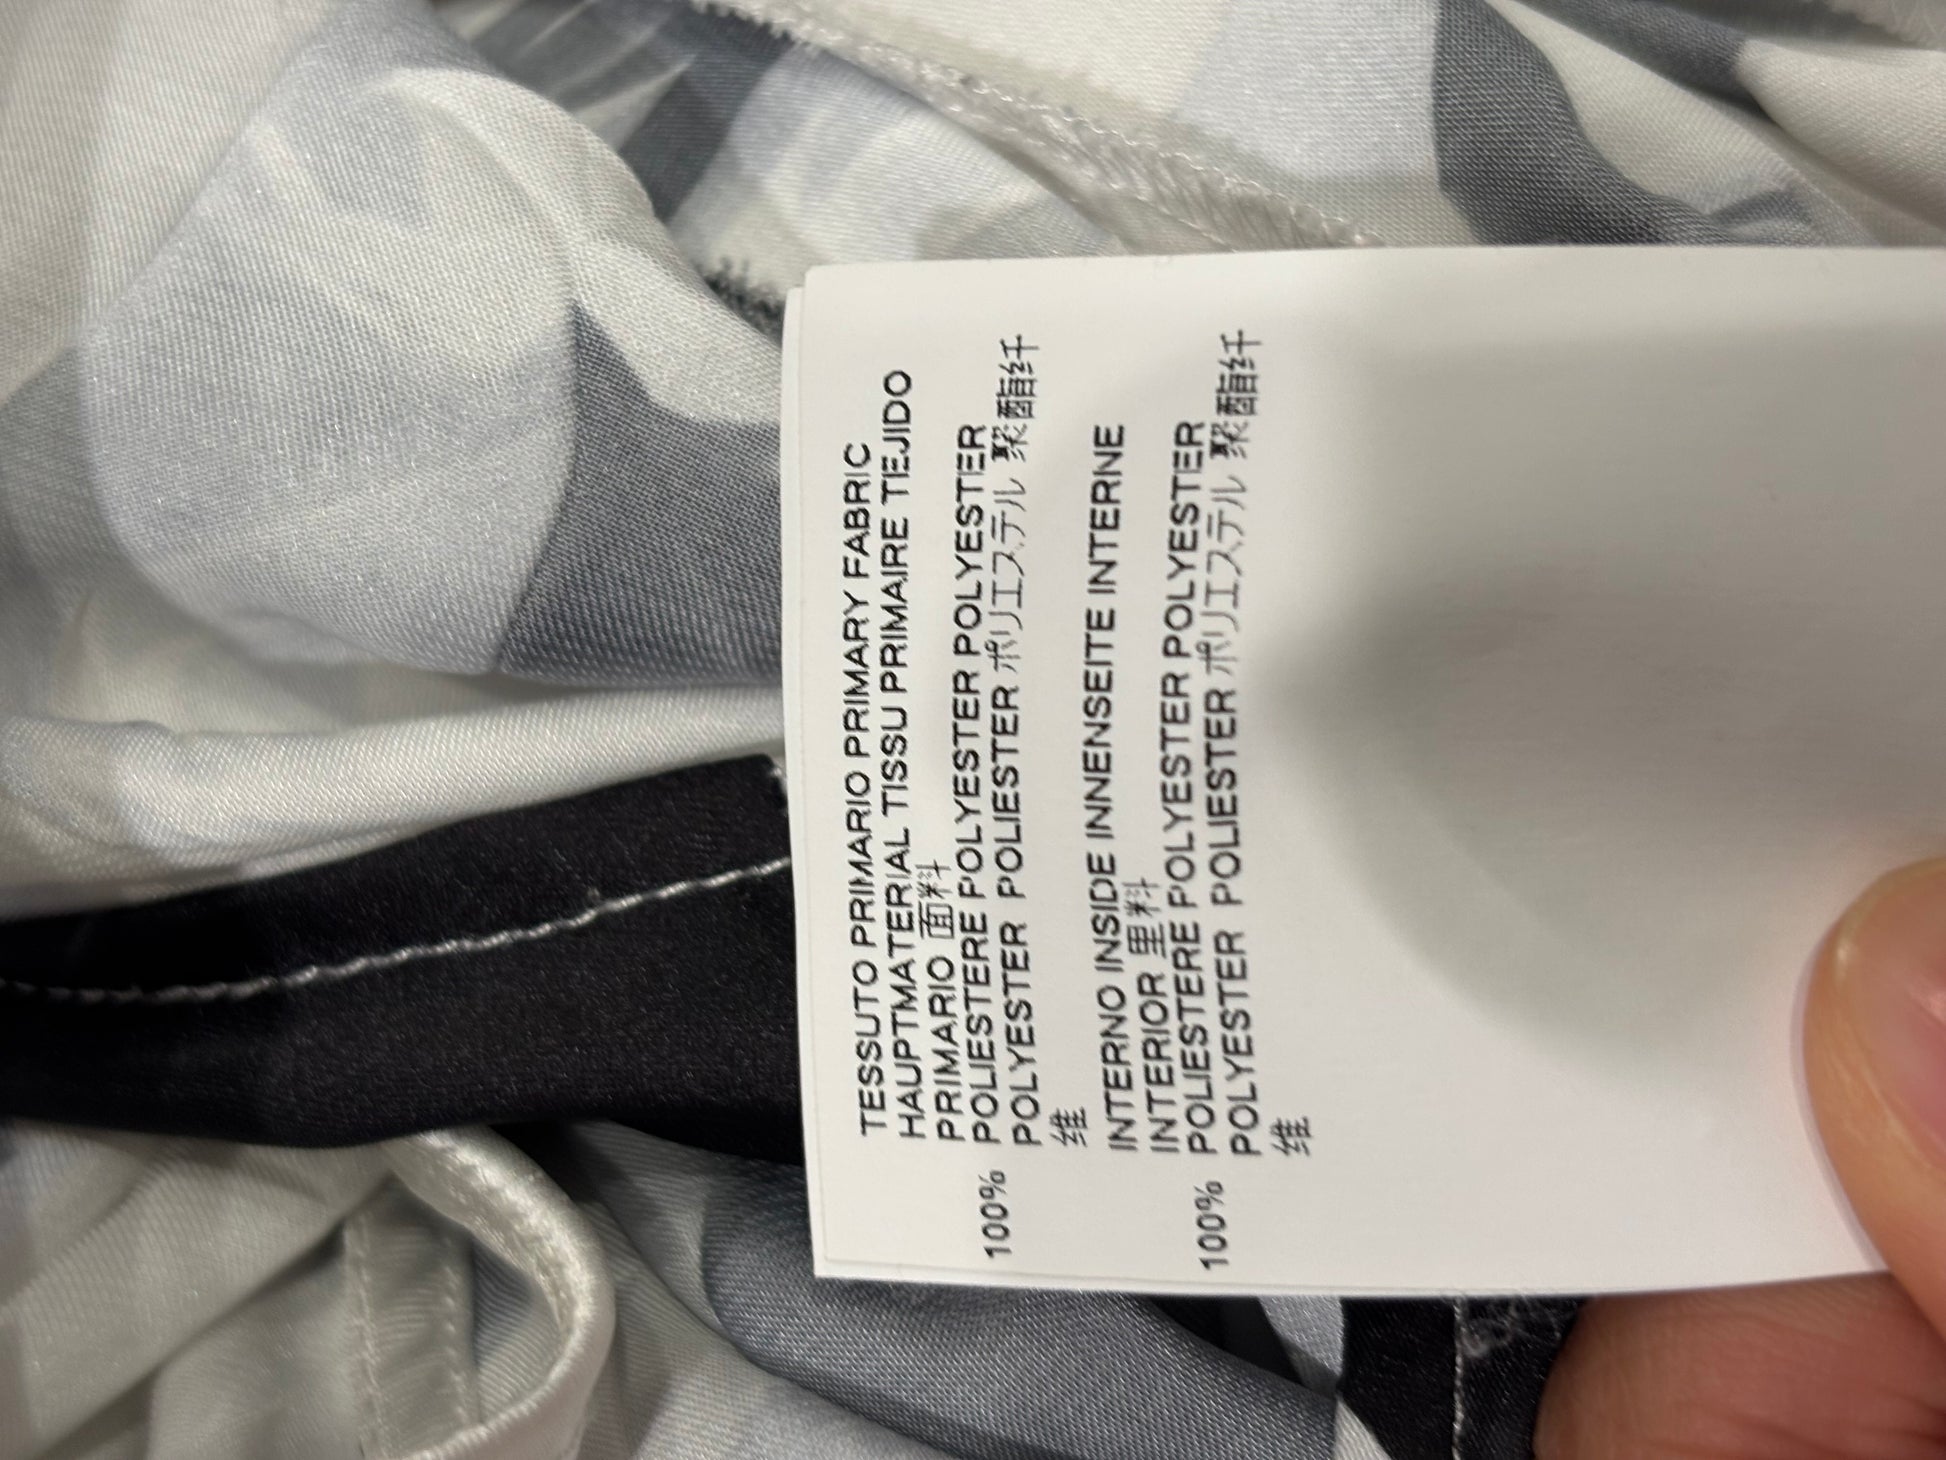 TESSUTO PRIMARIO PRIMARY FABRIC
HAUPTMATERIAL TISSU PRIMAIRE TEJIDO
PRIMARIO 面料
100% POLIESTERE POLYESTER POLYESTER
POLYESTER POLIESTER ポリエステル 聚酯纤
维
INTERNO INSIDE INNENSEITE INTERNE
INTERIOR 里料
100% POLIESTERE POLYESTER POLYESTER
POLYESTER POLIESTER ポリエステル 聚酯纤
维